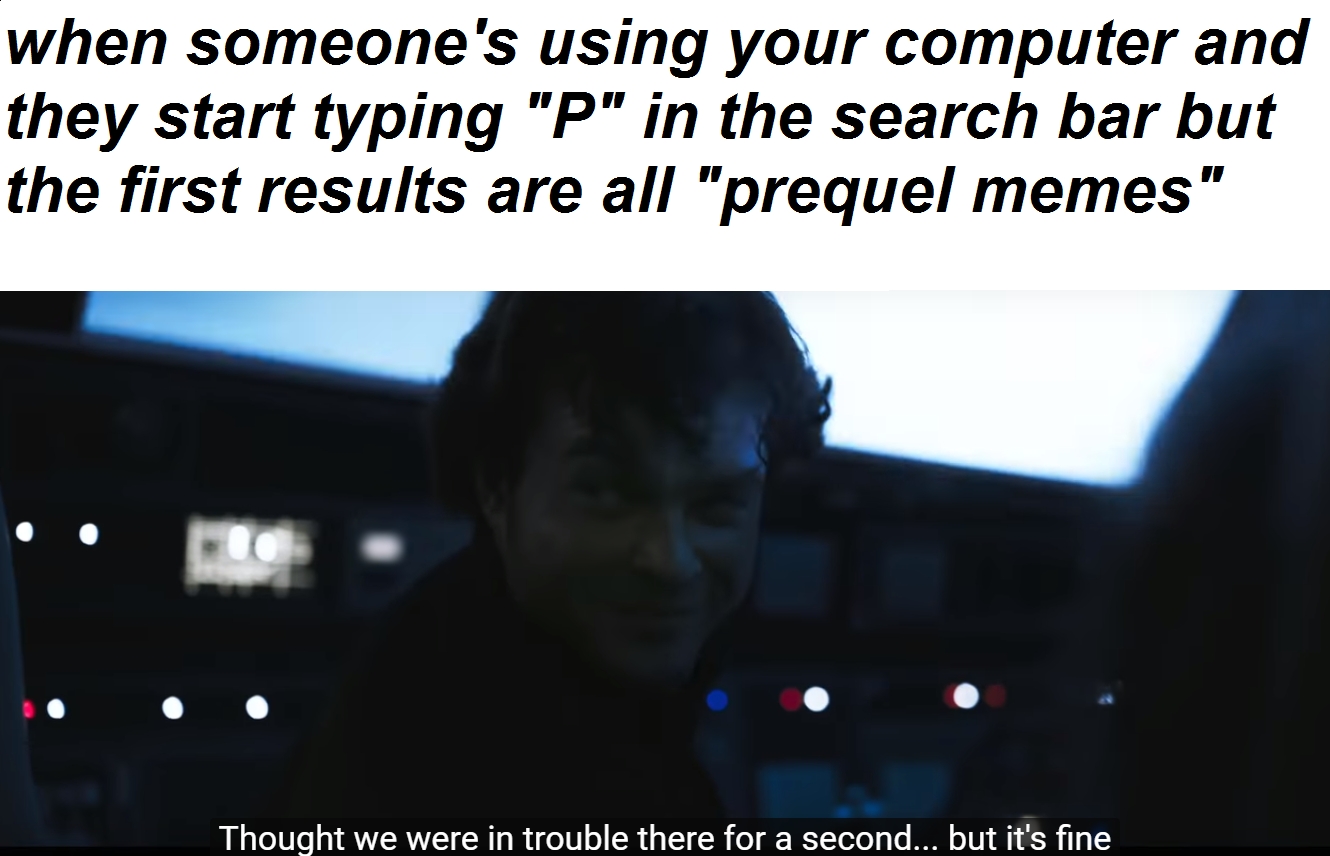 when someone's using your computer and
they start typing "P" in the search bar but
the first results are all "prequel memes"
Thought we were in trouble there for a second... but it's fine